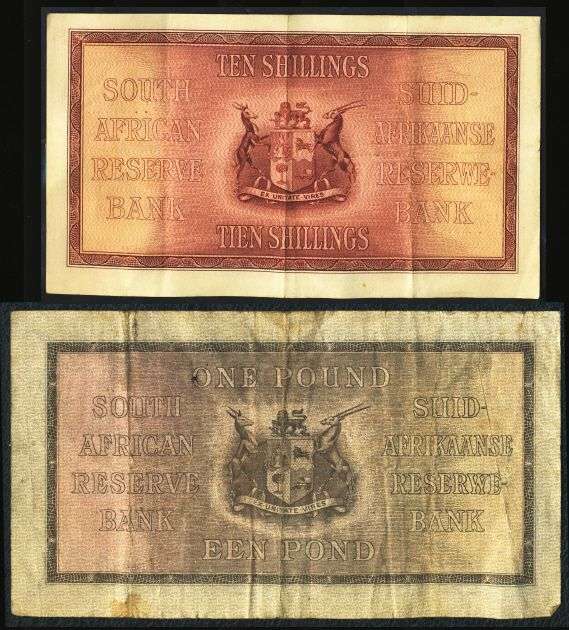 TEN SHILLINGS
SOUTH
AFRICAN
RESERVE
BANK
SUID-
AFRIKAANSE
RESERWE-
BANK
EX UNITATE VIRES
TIEN SHILLINGS
ONE POUND
SOUTH
AFRICAN
RESERVE
BANK
SUID-
AFRIKAANSE
RESERWE-
BANK
EX UNITATE VIRES
EEN POND